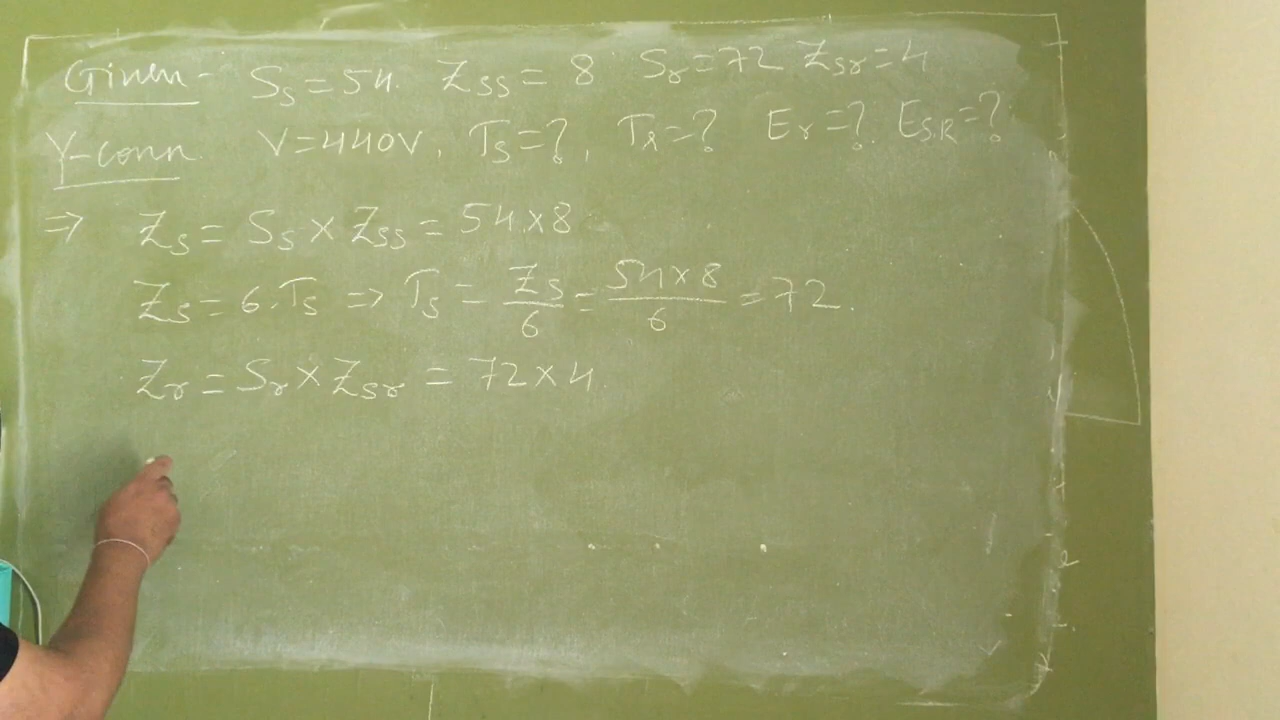 Given- Ss=54. Zss= 8 Sr=72 Zsr=4
Y-conn. V=440V, Ts=?, Tr=? Er=?. ESR=?
⇒ Zs= Ss×Zss=54×8
Zs=6.Ts ⇒ Ts= Zs/6 = 54×8/6 =72.
Zr=Sr×Zsr = 72×4